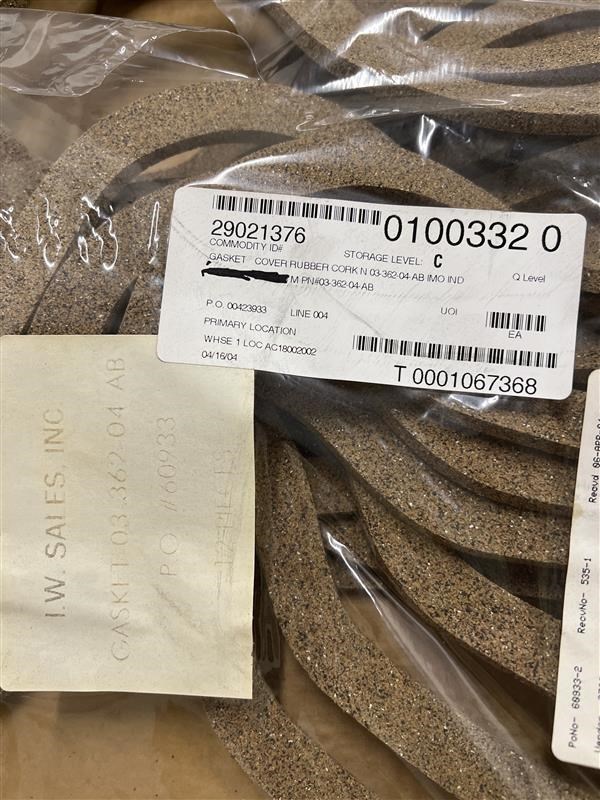 29021376
COMMODITY ID#
0100332 0
STORAGE LEVEL: C
GASKET COVER RUBBER CORK N 03-362-04-AB IMO IND
Q Level
M PN#03-362-04-AB
P.O. 00423933 LINE 004
UOI
EA
PRIMARY LOCATION
WHSE 1 LOC AC18002002
04/16/04
T 0001067368
I.W. SALES, INC
GASKET 03-362-04 AB
P.O. #60933
PoNo- 60933-2
RecvNo- 535-1
Recvd